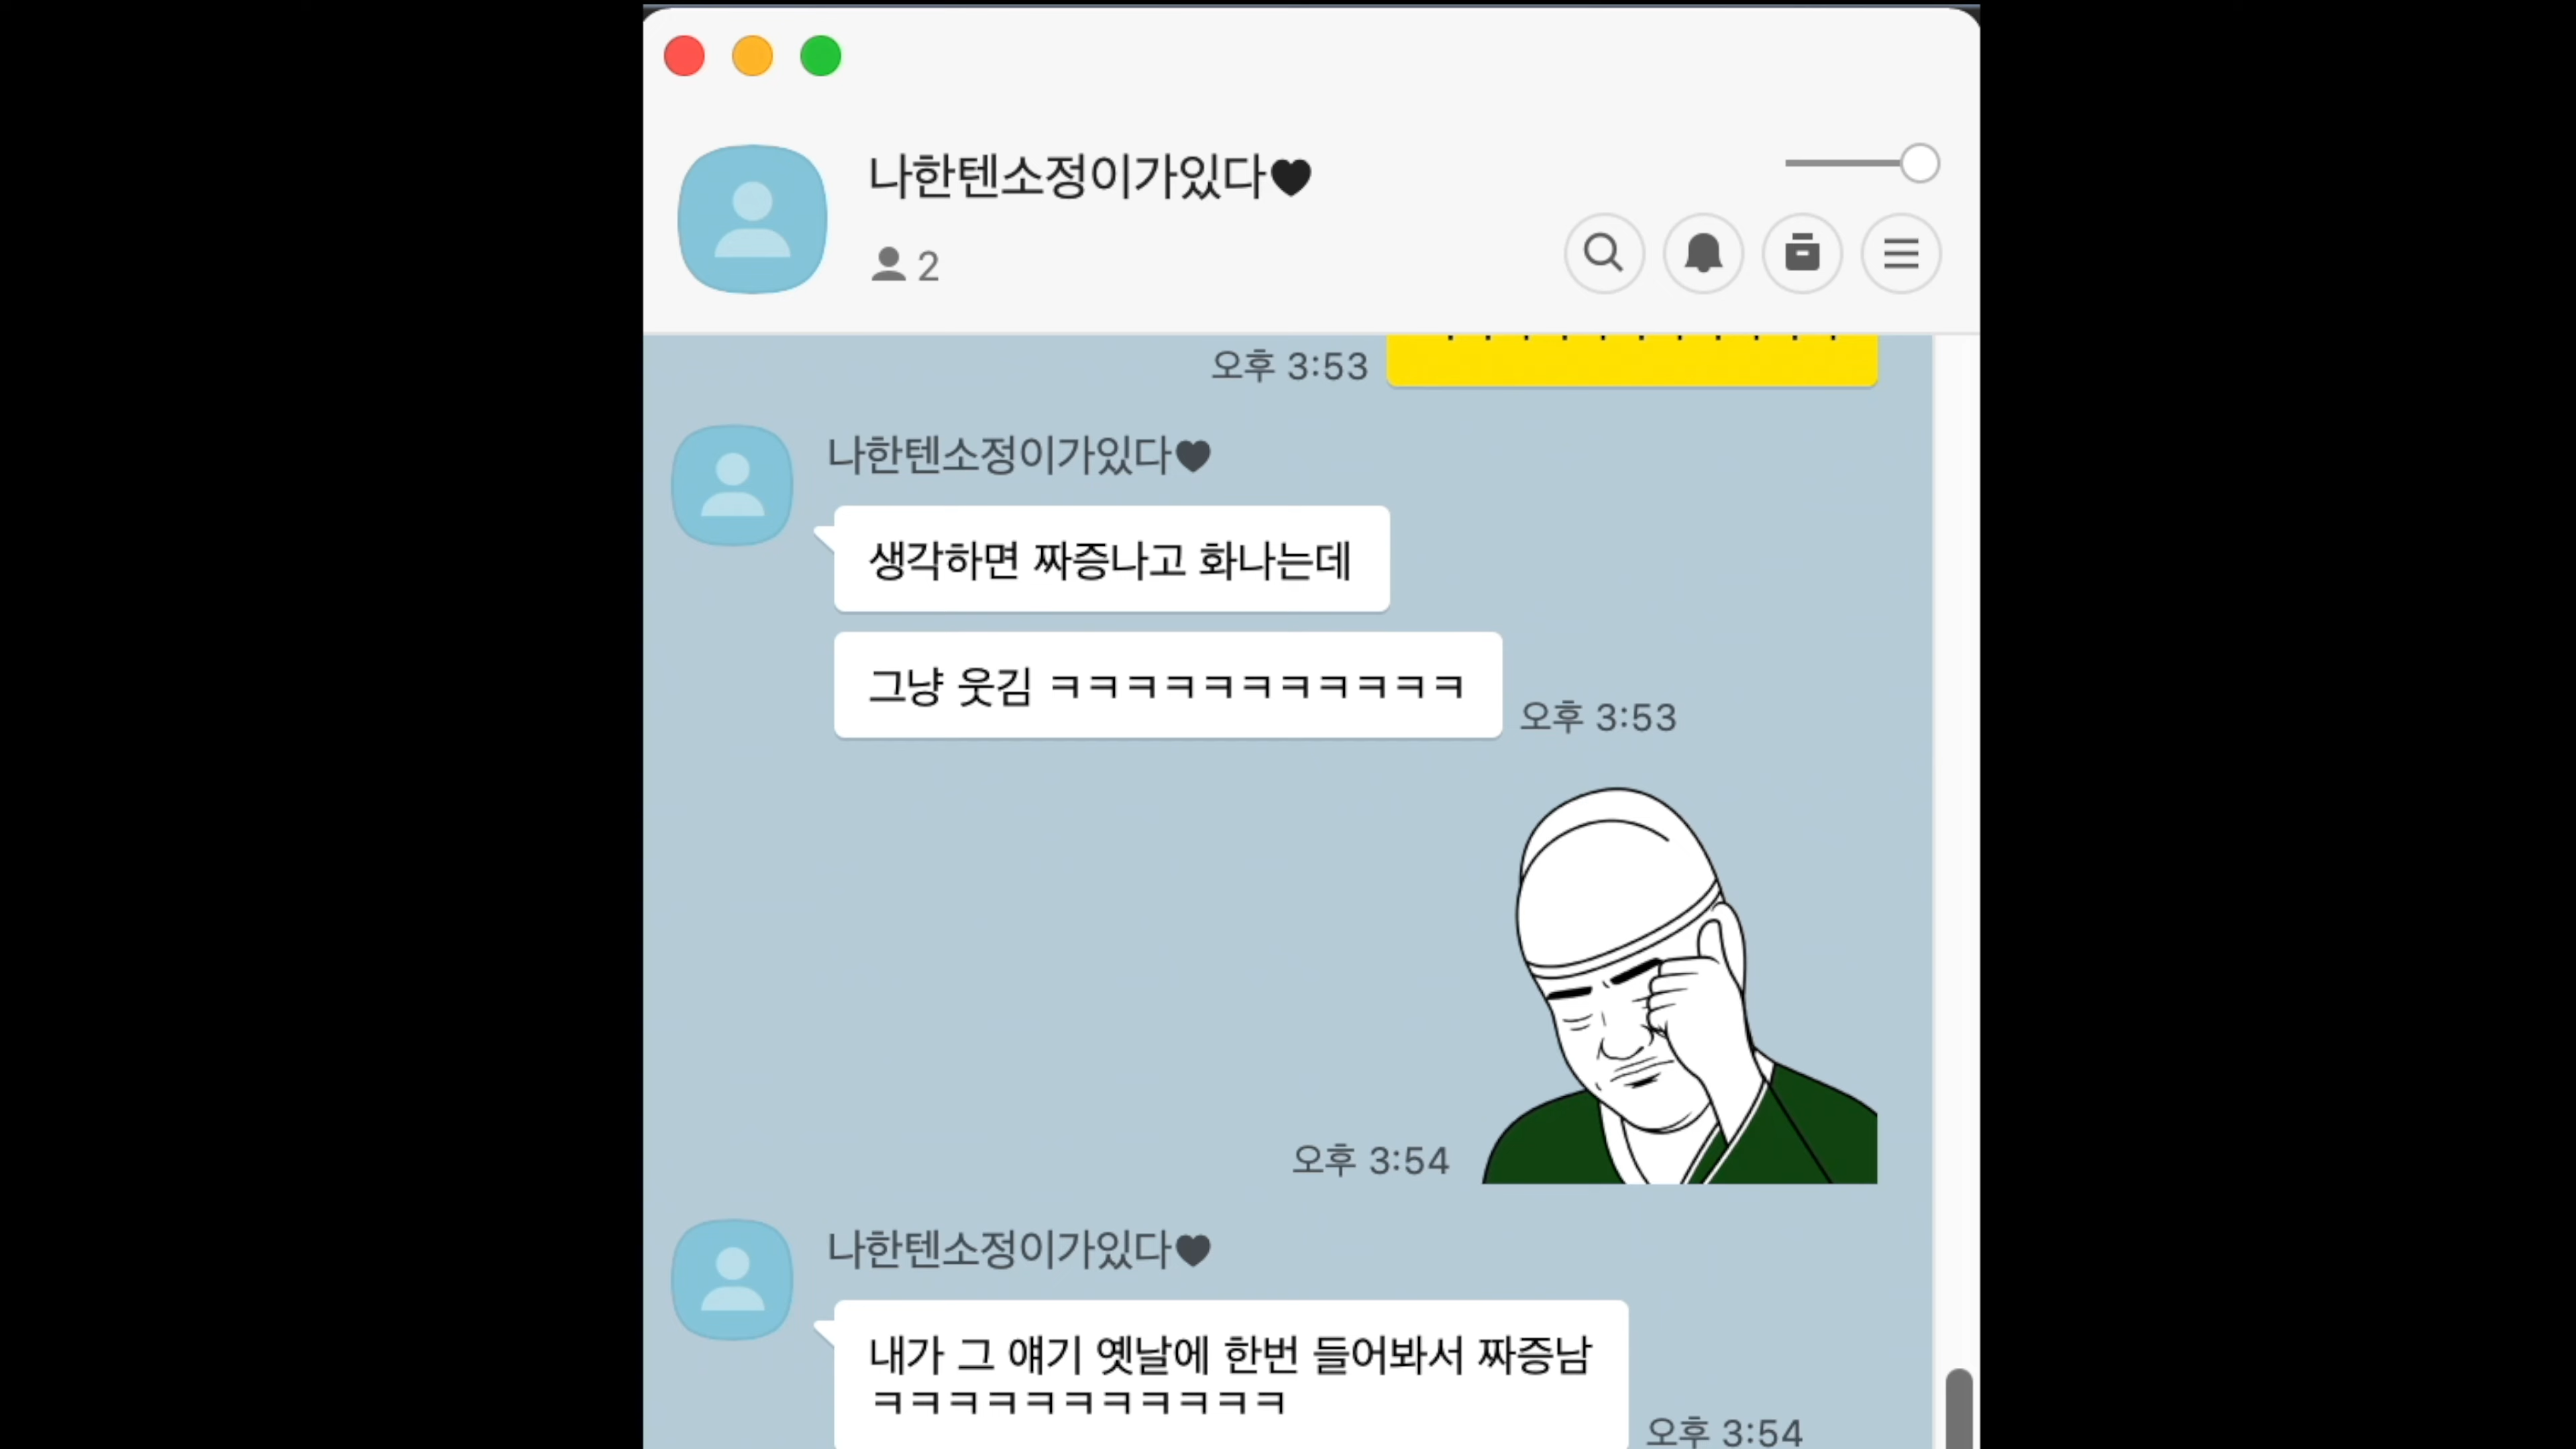 나한텐소정이가있다♥
2
오후 3:53
나한텐소정이가있다♥
생각하면 짜증나고 화나는데
그냥 웃김 ㅋㅋㅋㅋㅋㅋㅋㅋㅋㅋㅋ
오후 3:53
오후 3:54
나한텐소정이가있다♥
내가 그 얘기 옛날에 한번 들어봐서 짜증남
ㅋㅋㅋㅋㅋㅋㅋㅋㅋㅋㅋ
오후 3:54